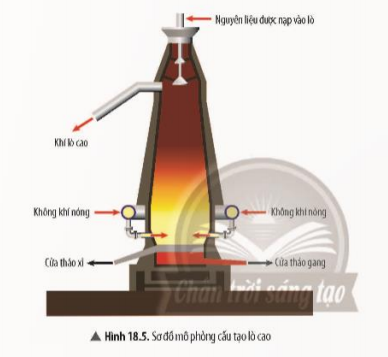 Nguyên liệu được nạp vào lò
Khí lò cao
Không khí nóng
Không khí nóng
Cửa tháo xỉ
Cửa tháo gang
Chân trời sáng tạo
▲ Hình 18.5. Sơ đồ mô phỏng cấu tạo lò cao